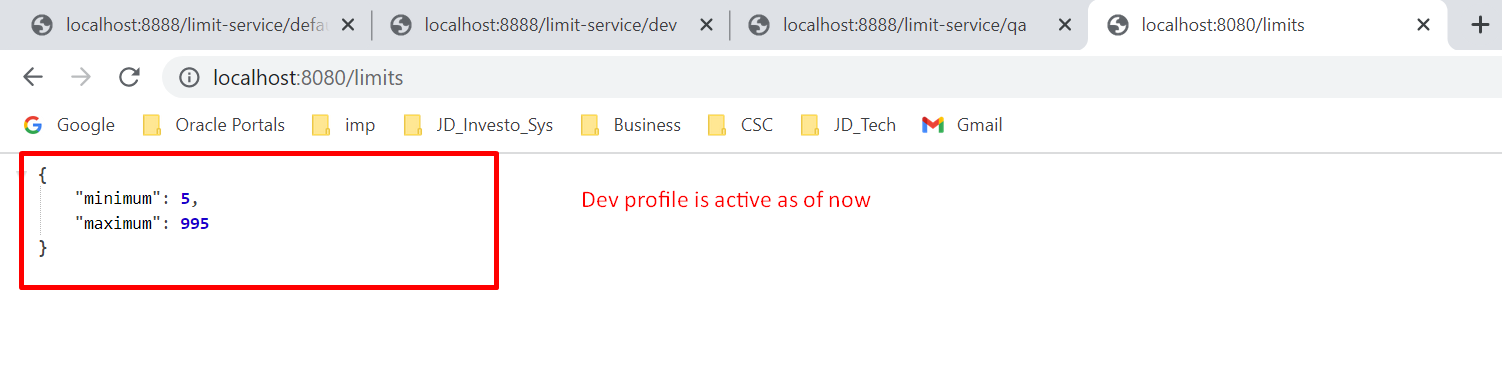 localhost:8888/limit-service/defau
localhost:8888/limit-service/dev
localhost:8888/limit-service/qa
localhost:8080/limits
localhost:8080/limits
Google
Oracle Portals
imp
JD_Investo_Sys
Business
CSC
JD_Tech
Gmail
{
"minimum": 5,
"maximum": 995
}
Dev profile is active as of now